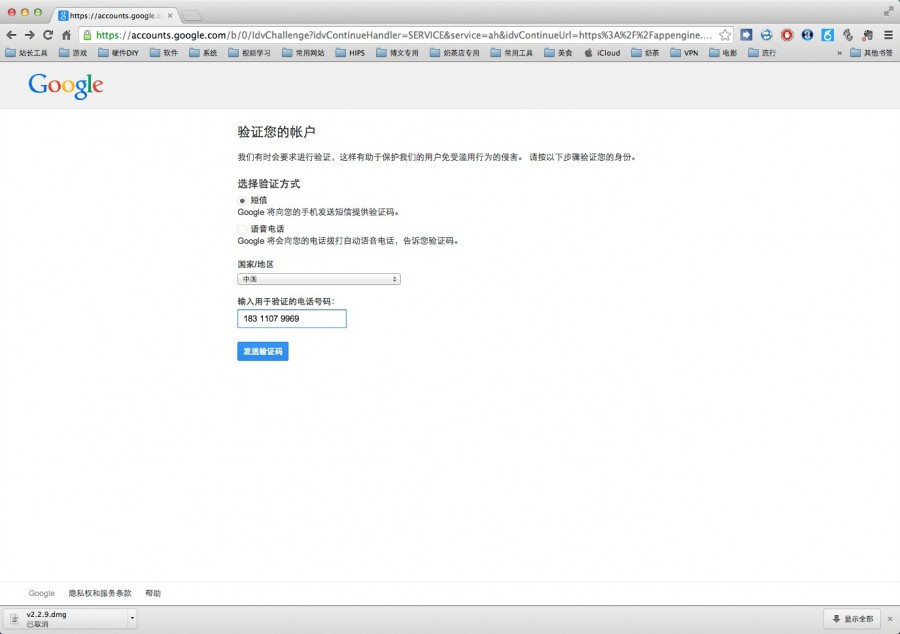 https://accounts.google.c
https://accounts.google.com/b/0/IdvChallenge?idvContinueHandler=SERVICE&service=ah&idvContinueUrl=https%3A%2F%2Fappengine....
站长工具 游戏 硬件DIY 软件 系统 视频学习 常用网站 HIPS 博文专用 奶茶店专用 常用工具 美食 iCloud 奶茶 VPN 电影 流行 » 其他书签
Google
验证您的帐户
我们有时会要求进行验证，这样有助于保护我们的用户免受滥用行为的侵害。 请按以下步骤验证您的身份。
选择验证方式
短信
Google 将向您的手机发送短信提供验证码。
语音电话
Google 将会向您的电话拨打自动语音电话，告诉您验证码。
国家/地区
中国
输入用于验证的电话号码：
183 1107 9969
发送验证码
Google 隐私权和服务条款 帮助
v2.2.9.dmg
已取消
显示全部